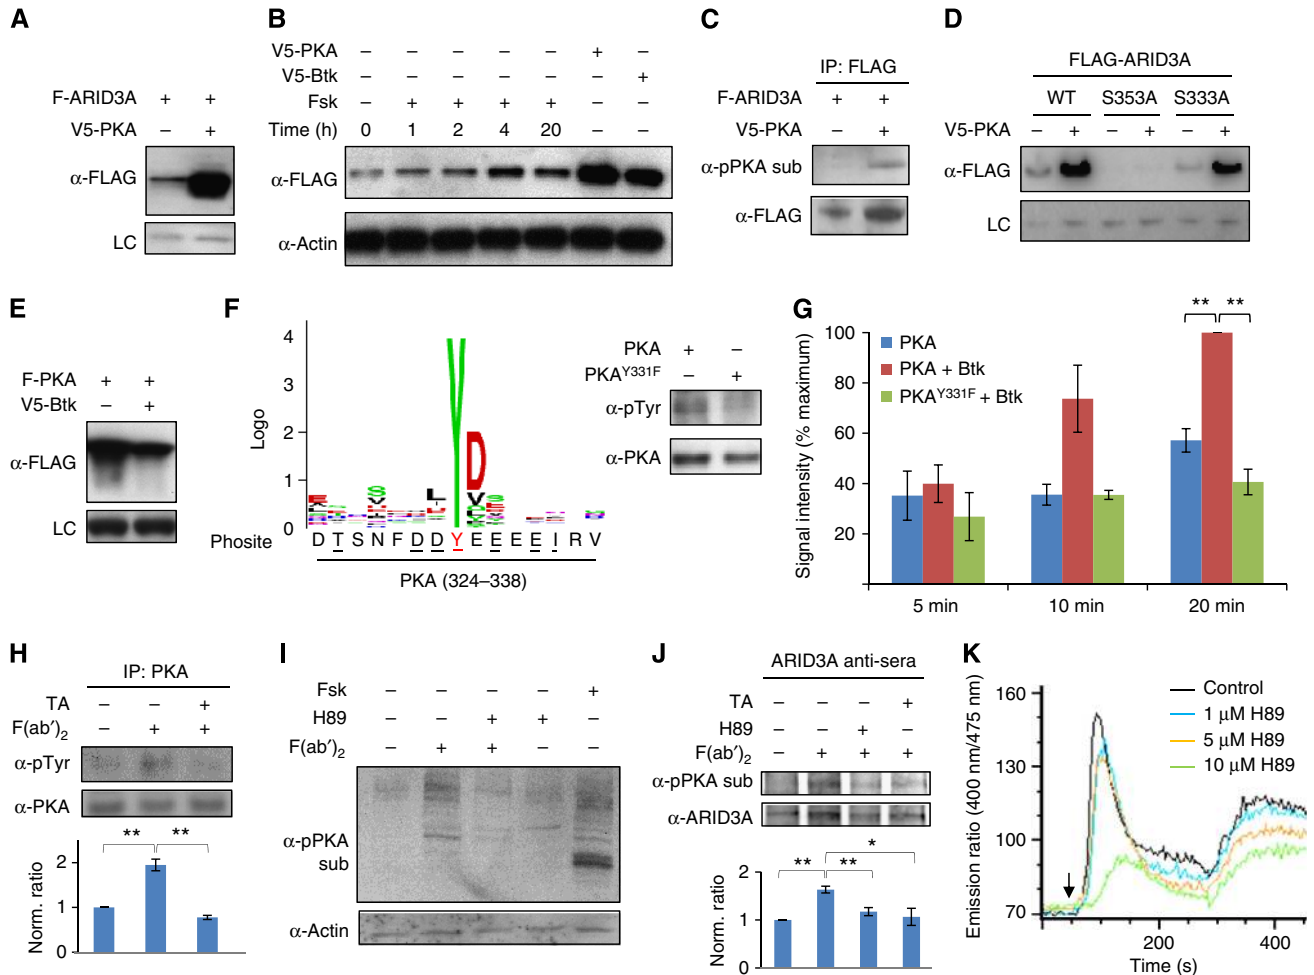 A
F-ARID3A + +
V5-PKA – +
α-FLAG
LC
B
V5-PKA – – – – – + –
V5-Btk – – – – – – +
Fsk – + + + + – –
Time (h) 0 1 2 4 20 – –
α-FLAG
α-Actin
C
IP: FLAG
F-ARID3A + +
V5-PKA – +
α-pPKA sub
α-FLAG
D
FLAG-ARID3A
WT S353A S333A
V5-PKA – + – + – +
α-FLAG
LC
E
F-PKA + +
V5-Btk – +
α-FLAG
LC
F
4
3
2
1
0
Logo
Phosite D T S N F D D Y E E E E I R V
PKA (324–338)
PKA + –
PKAY331F – +
α-pTyr
α-PKA
G
** **
PKA
PKA + Btk
PKAY331F + Btk
100
80
60
40
20
Signal intensity (% maximum)
5 min 10 min 20 min
H
IP: PKA
TA – – +
F(ab′)2 – + +
α-pTyr
α-PKA
** **
2
1
0
Norm. ratio
I
Fsk – – – – +
H89 – – + + –
F(ab′)2 – + + – –
α-pPKA
sub
α-Actin
J
ARID3A anti-sera
TA – – – +
H89 – – + –
F(ab′)2 – + + +
α-pPKA sub
α-ARID3A
*
** **
2
1
0
Norm. ratio
K
Control
1 μM H89
5 μM H89
10 μM H89
160
130
100
70
Emission ratio (400 nm/475 nm)
200 400
Time (s)